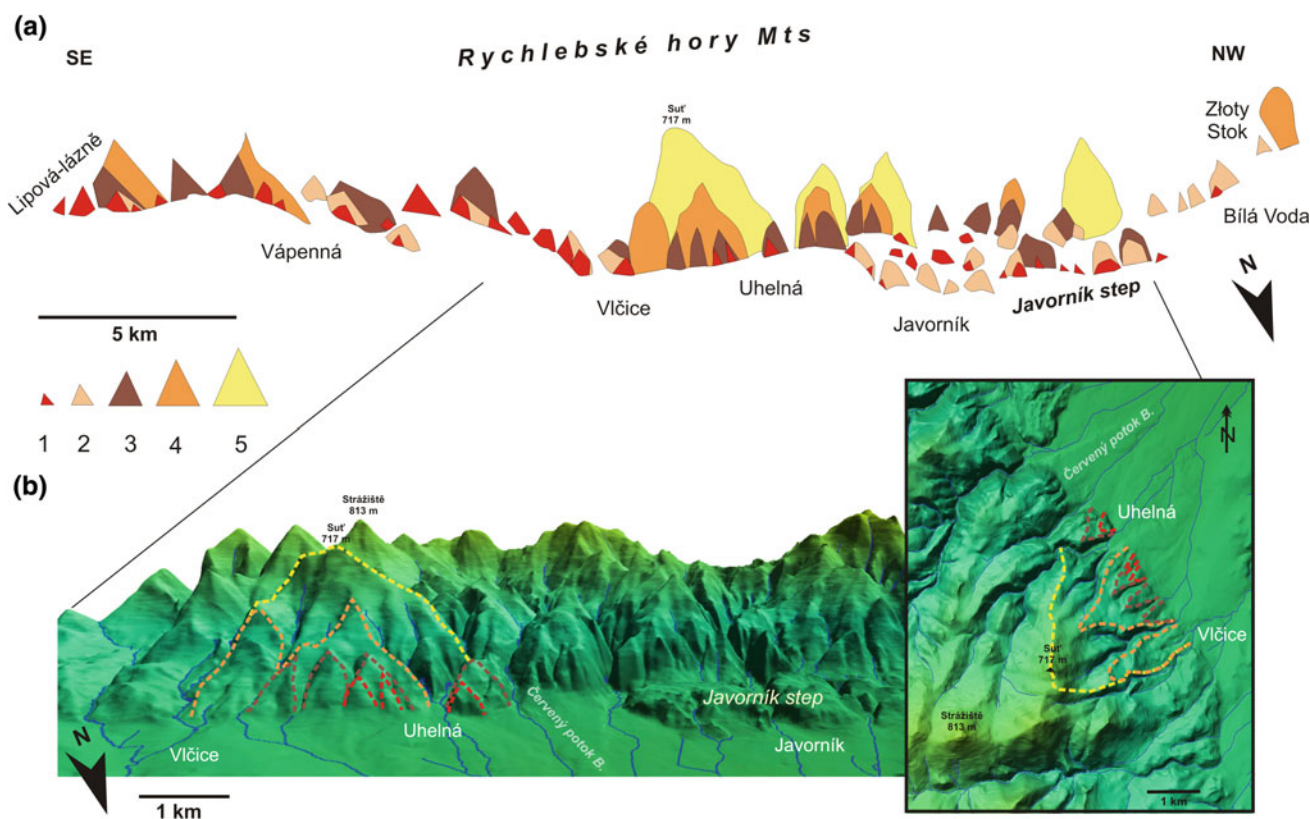 (a)
SE
Rychlebské hory Mts
NW
Suť
717 m
Złoty
Stok
Lipová-lázně
Vápenná
Vlčice
Uhelná
Javorník
Javorník step
Bílá Voda
N
5 km
1 2 3 4 5
(b)
Strážiště
813 m
Suť
717 m
Červený potok B.
Javorník step
Vlčice
Uhelná
Javorník
N
1 km
N
Červený potok B.
Uhelná
Vlčice
Suť
717 m
Strážiště
813 m
1 km